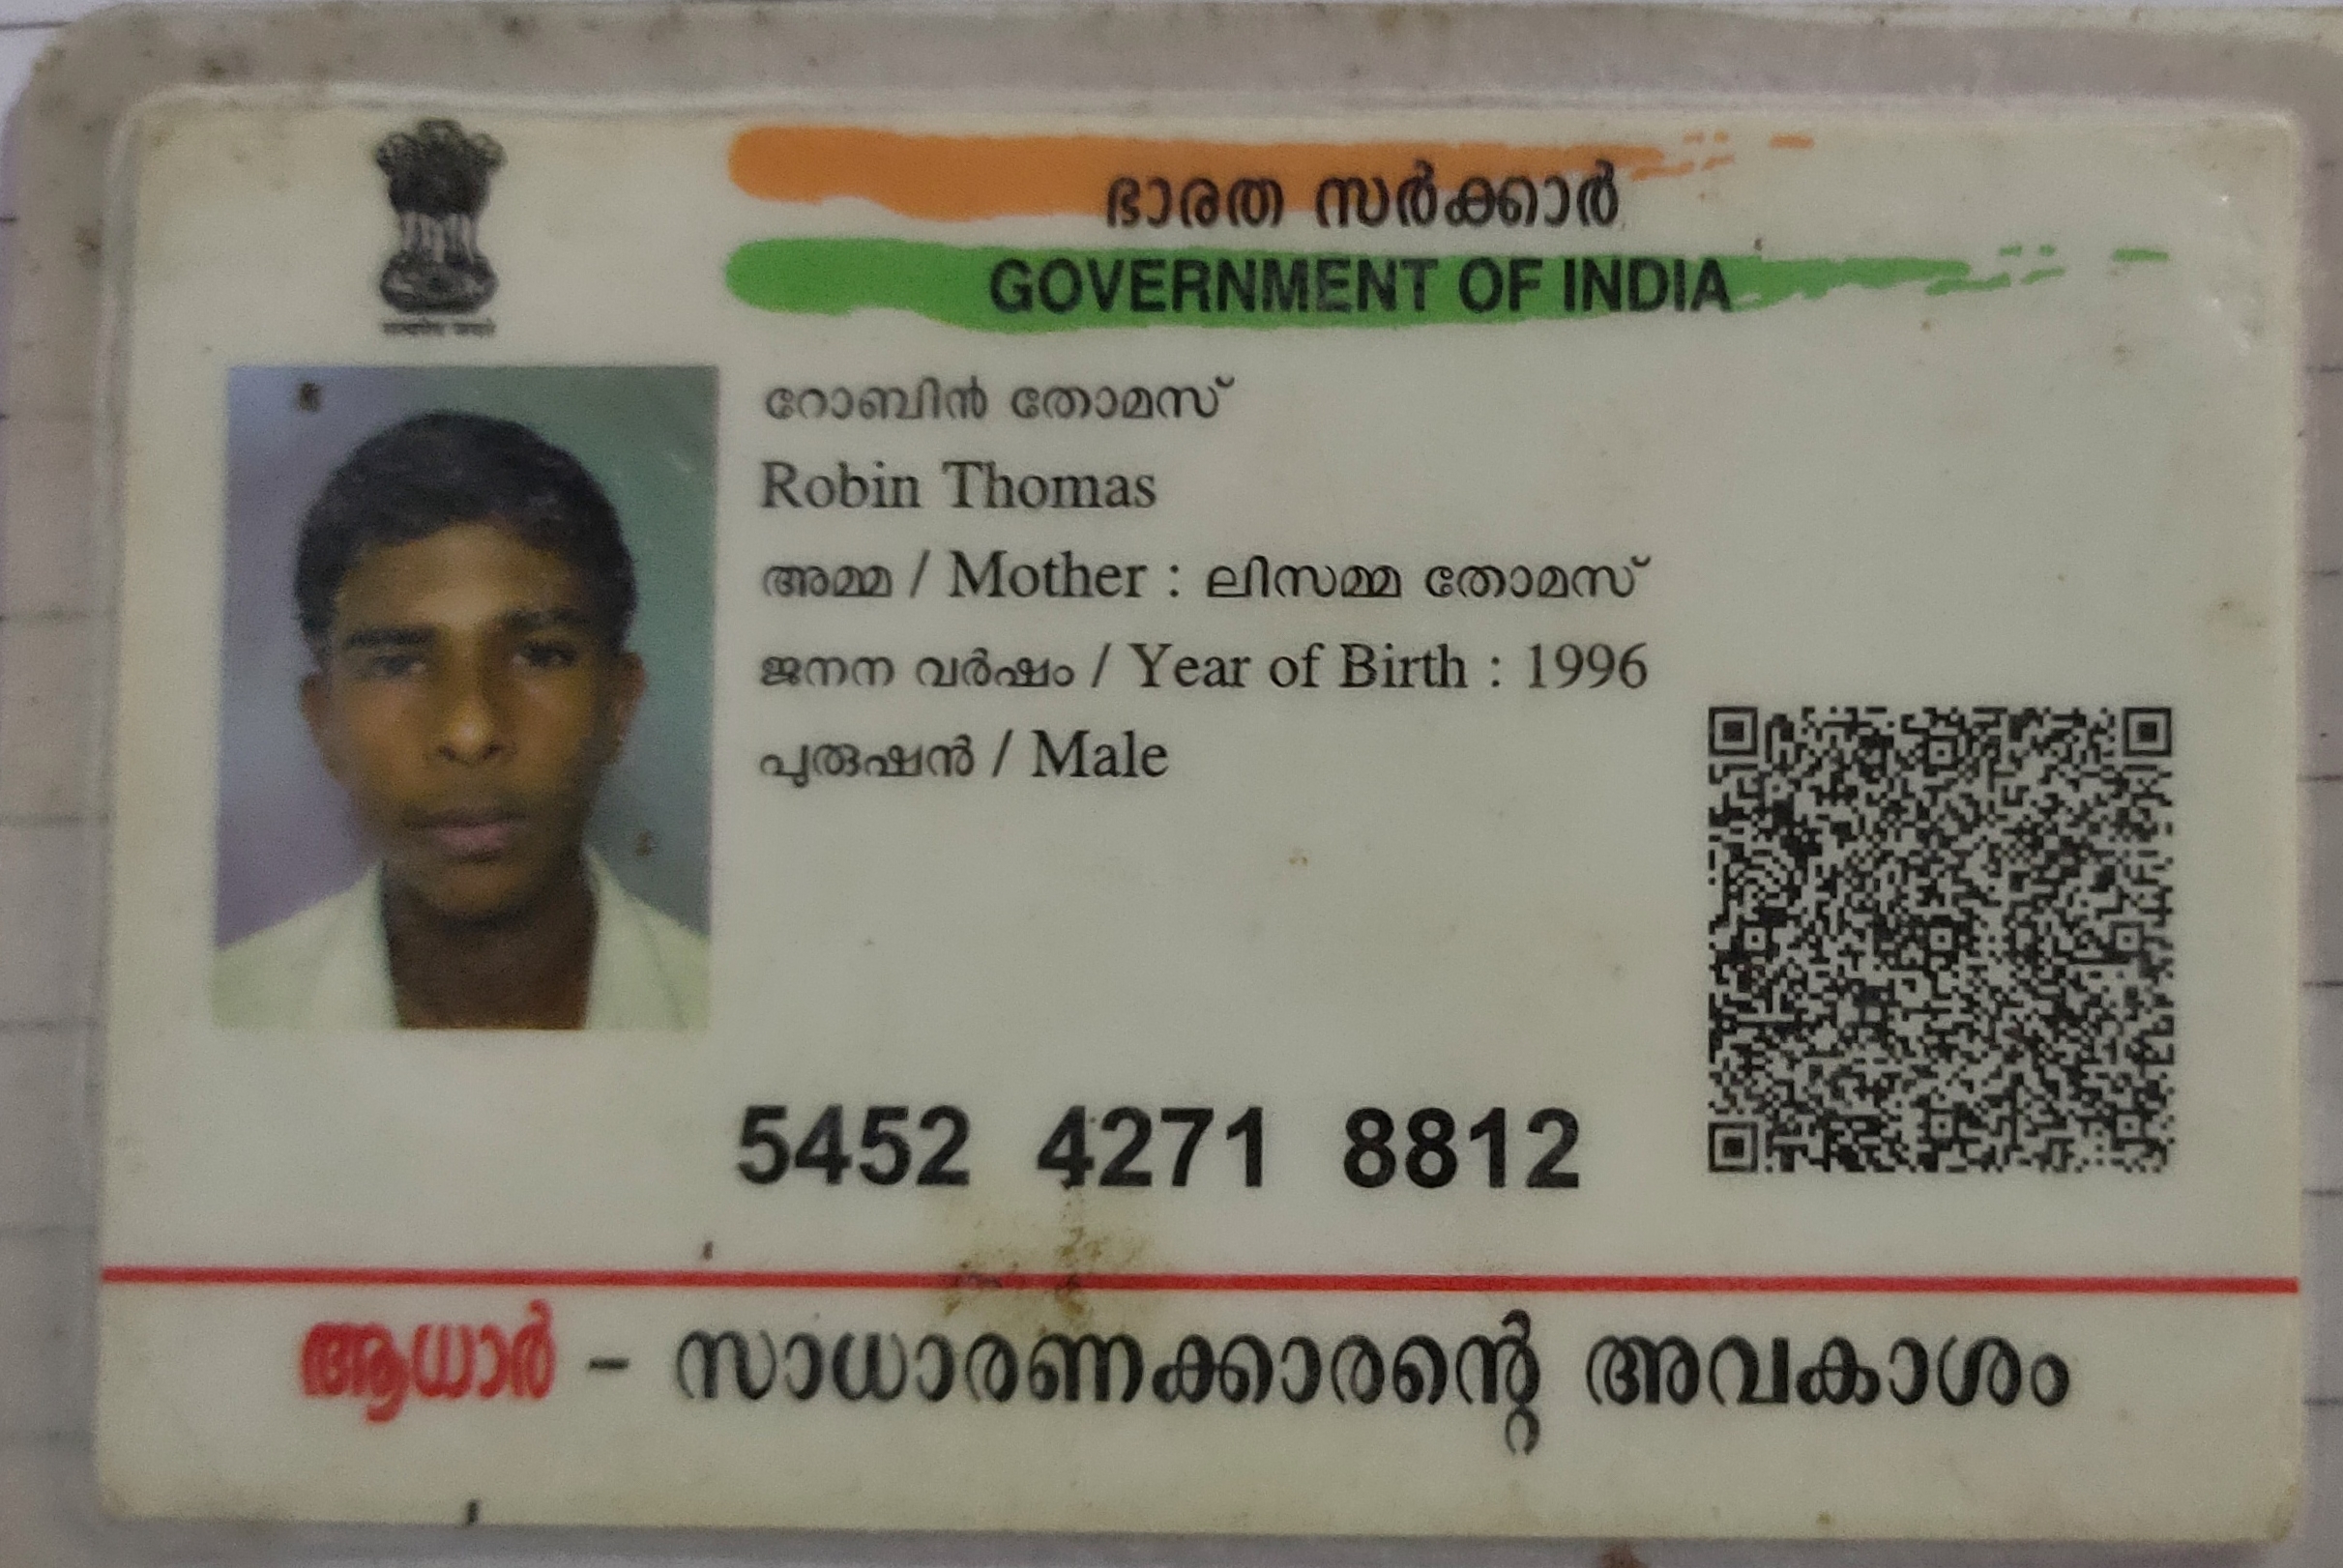 ഭാരത സർക്കാർ
GOVERNMENT OF INDIA
റോബിൻ തോമസ്
Robin Thomas
അമ്മ / Mother : ലിസമ്മ തോമസ്
ജനന വർഷം / Year of Birth : 1996
പുരുഷൻ / Male
5452 4271 8812
ആധാർ - സാധാരണക്കാരന്റെ അവകാശം